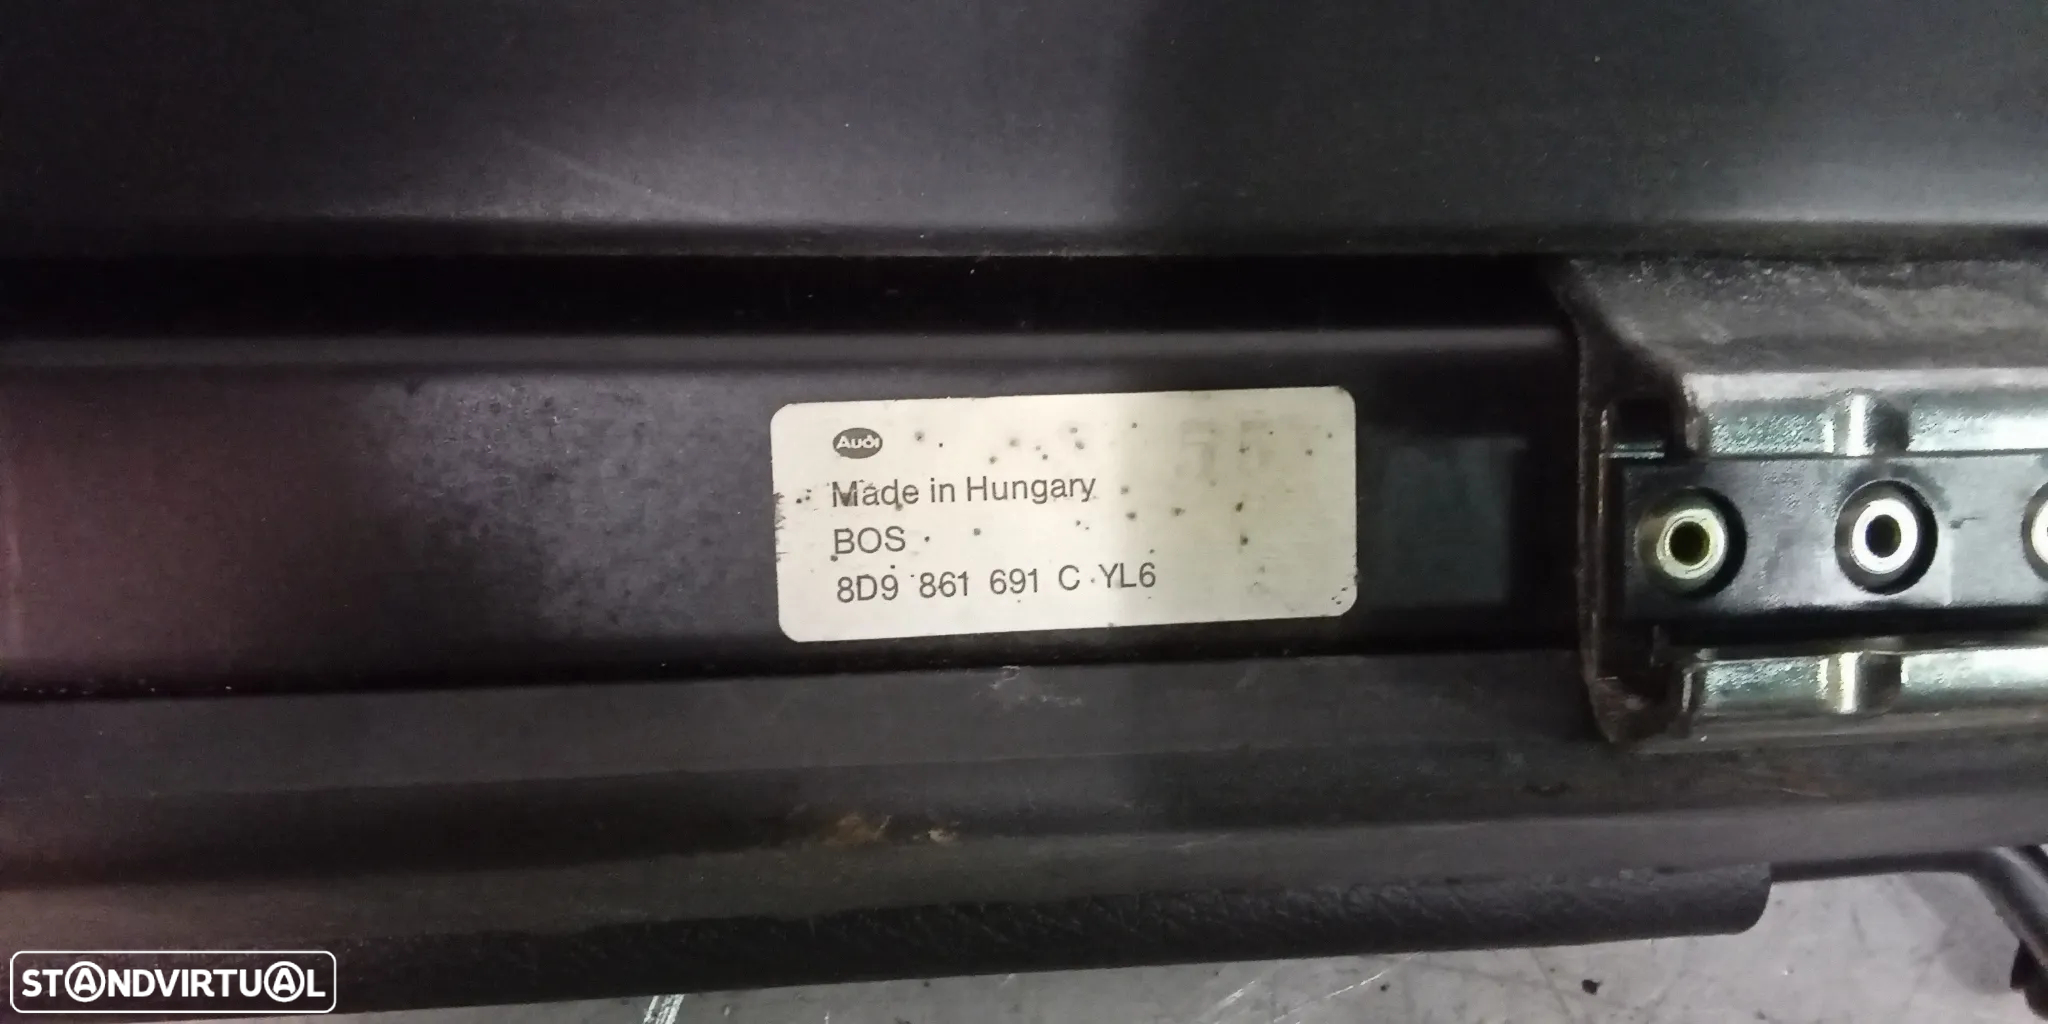 Audi
Made in Hungary
BOS
8D9 861 691 C YL6
STANDVIRTUAL